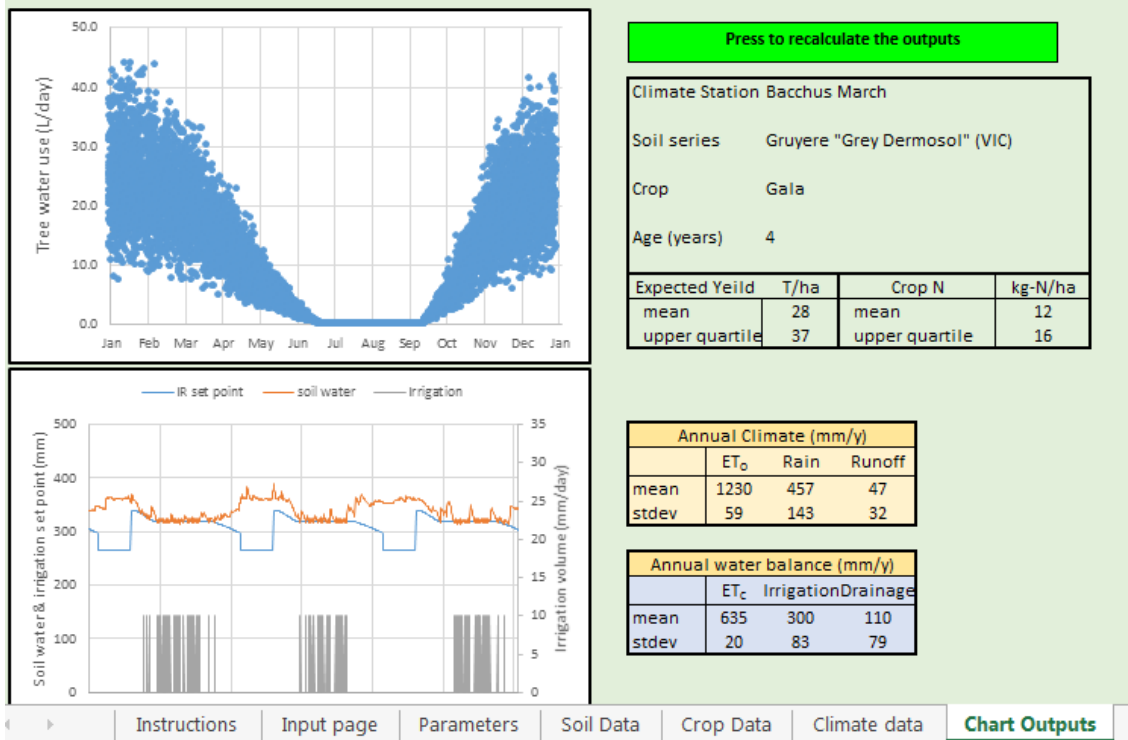 50.0
40.0
30.0
20.0
10.0
0.0
Tree water use (L/day)
Jan Feb Mar Apr May Jun Jul Aug Sep Oct Nov Dec Jan
Press to recalculate the outputs
Climate Station Bacchus March
Soil series Gruyere "Grey Dermosol" (VIC)
Crop Gala
Age (years) 4
Expected Yeild T/ha Crop N kg-N/ha
mean 28 mean 12
upper quartile 37 upper quartile 16
IR set point soil water Irrigation
500
400
300
200
100
0
Soil water & irrigation set point (mm)
35
30
25
20
15
10
5
0
Irrigation volume (mm/day)
Annual Climate (mm/y)
ETo Rain Runoff
mean 1230 457 47
stdev 59 143 32
Annual water balance (mm/y)
ETc Irrigation Drainage
mean 635 300 110
stdev 20 83 79
Instructions Input page Parameters Soil Data Crop Data Climate data Chart Outputs